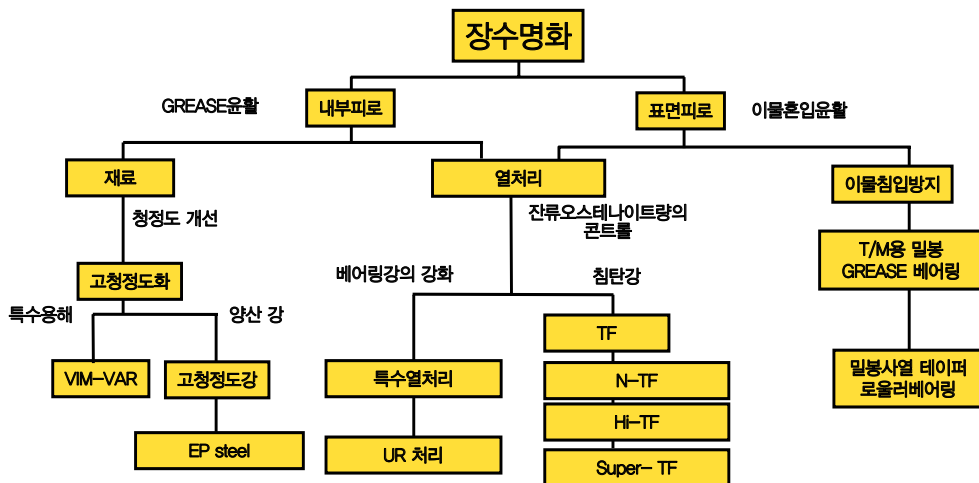 장수명화
GREASE윤활
내부피로
표면피로
이물혼입윤활
재료
열처리
이물침입방지
청정도 개선
잔류오스테나이트량의
콘트롤
T/M용 밀봉
GREASE 베어링
고청정도화
베어링강의 강화
침탄강
특수용해
양산 강
TF
VIM-VAR
고청정도강
특수열처리
N-TF
밀봉사열 테이퍼
로울러베어링
Hi-TF
EP steel
UR 처리
Super- TF